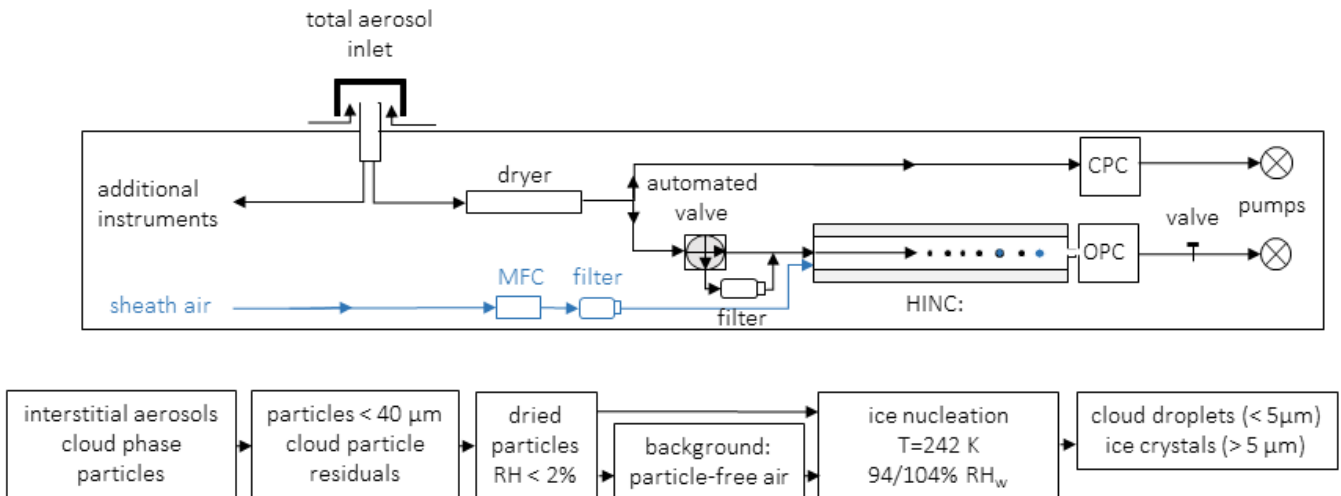 total aerosol
inlet
additional
instruments
dryer
automated
valve
CPC
pumps
valve
OPC
MFC
filter
sheath air
filter
HINC:
interstitial aerosols
cloud phase
particles
particles < 40 μm
cloud particle
residuals
dried
particles
RH < 2%
background:
particle-free air
ice nucleation
T=242 K
94/104% RHw
cloud droplets (< 5μm)
ice crystals (> 5 μm)